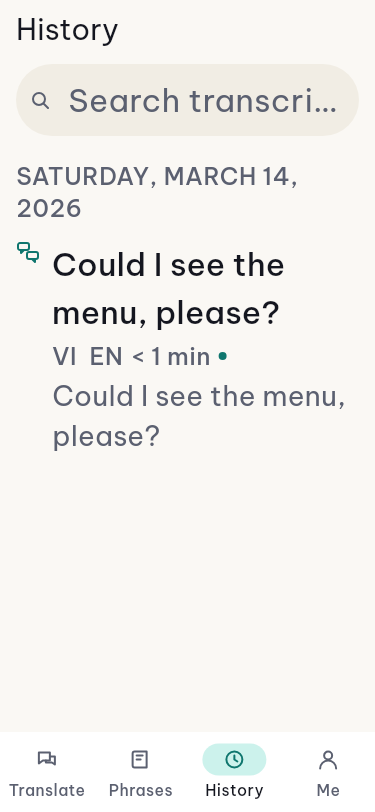 History
Search transcri...
SATURDAY, MARCH 14,
2026
Could I see the
menu, please?
VI EN < 1 min
Could I see the menu,
please?
Translate Phrases History Me